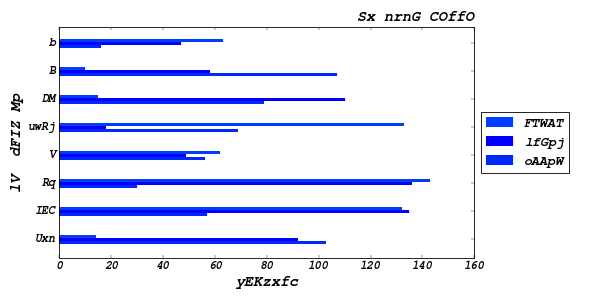 Sx nrnG COffO
b
B
DM
uwRj
V
Rq
IEC
Uxn
lV dFIZ Mp
0 20 40 60 80 100 120 140 160
yEKzxfc
FTWAT
lfGpj
oAApW